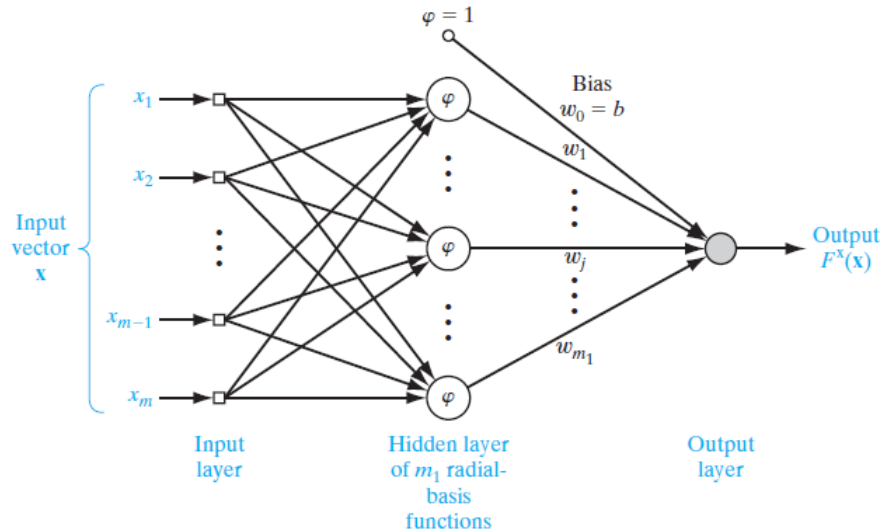 φ = 1
Bias
w₀ = b
x₁
φ
w₁
x₂
Input
vector
x
φ
wⱼ
Output
Fˣ(x)
xₘ₋₁
wₘ₁
xₘ
φ
Input
layer
Hidden layer
of m₁ radial-
basis
functions
Output
layer